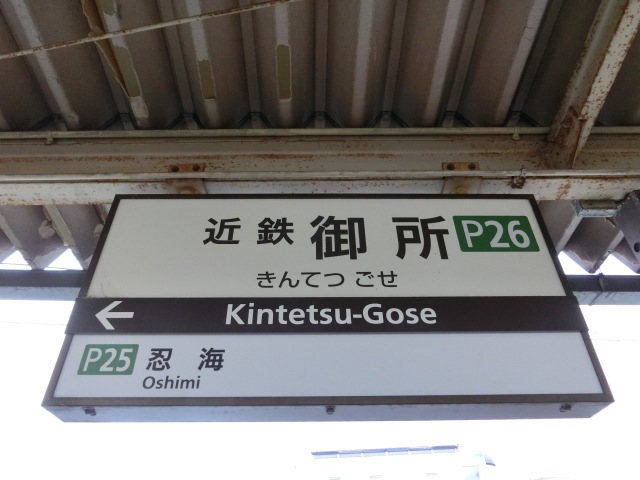 近鉄 御所 P26
きんてつ ごせ
← Kintetsu-Gose
P25 忍海
Oshimi